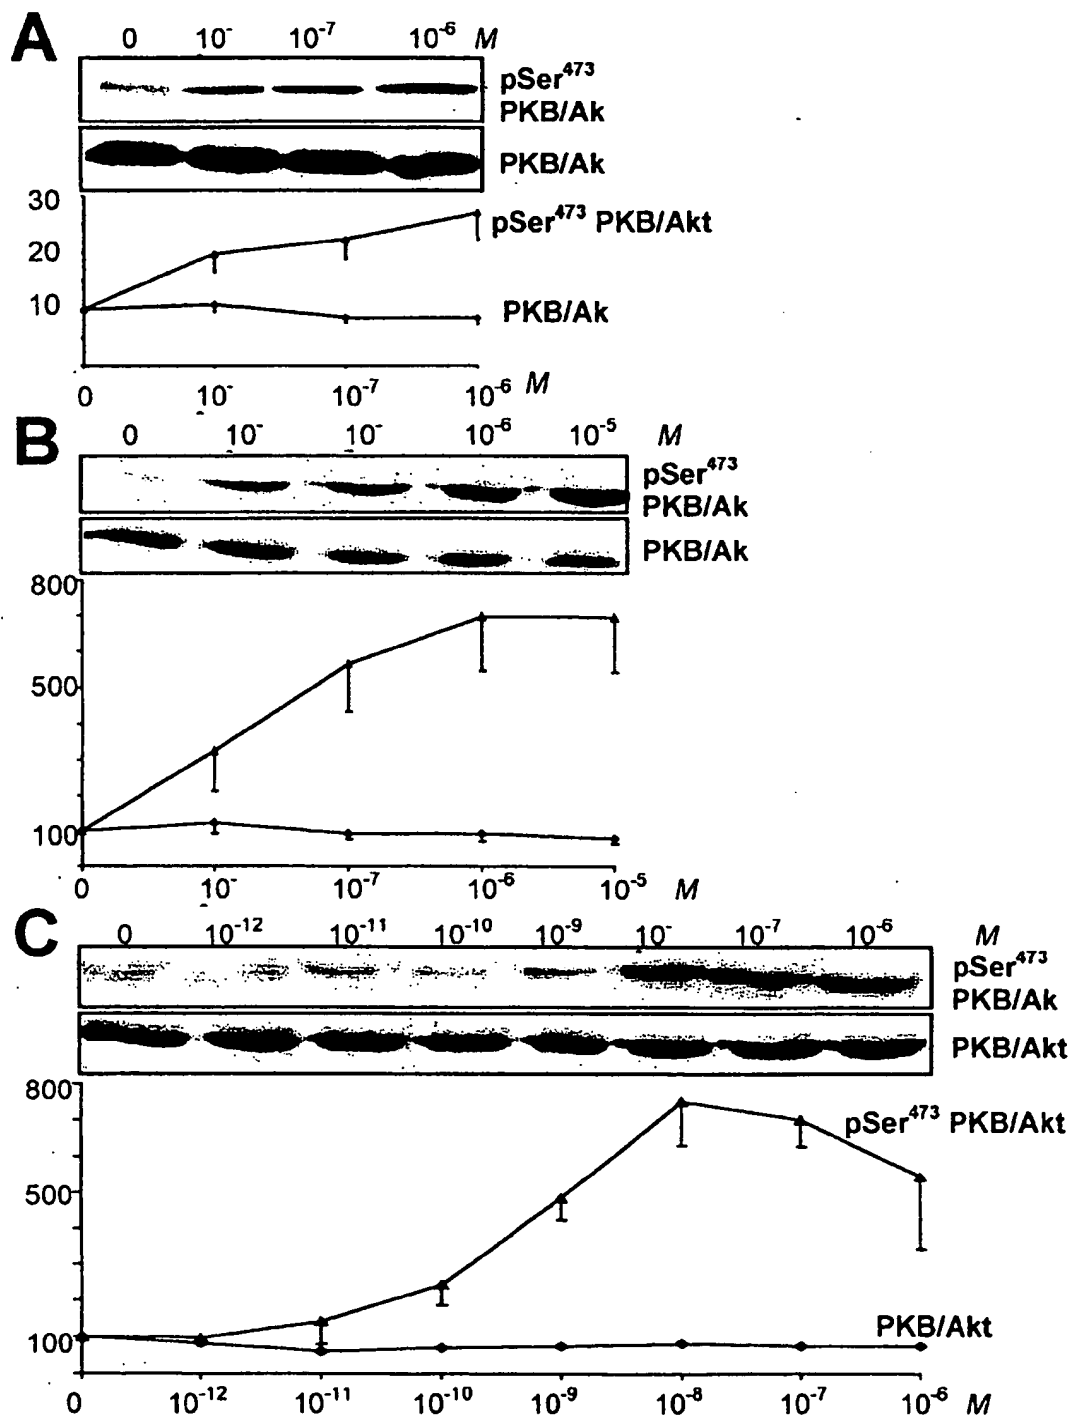 A
0 10- 10-7 10-6 M
pSer473
PKB/Ak
PKB/Ak
30
20
10
pSer473 PKB/Akt
PKB/Ak
0 10- 10-7 10-6 M
B
0 10- 10- 10-6 10-5 M
pSer473
PKB/Ak
PKB/Ak
800
500
100
0 10- 10-7 10-6 10-5 M
C
0 10-12 10-11 10-10 10-9 10- 10-7 10-6 M
pSer473
PKB/Ak
PKB/Akt
800
500
100
pSer473 PKB/Akt
PKB/Akt
0 10-12 10-11 10-10 10-9 10-8 10-7 10-6 M